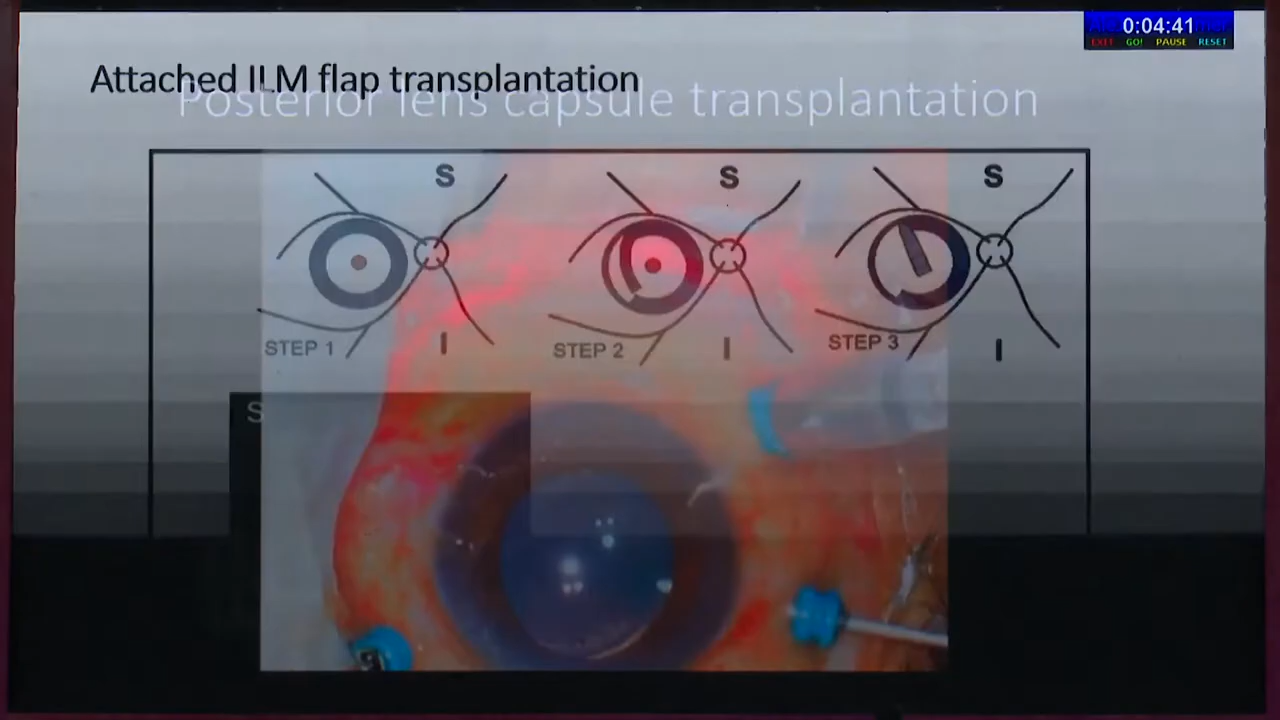 0:04:41
EXIT GO! PAUSE RESET
Attached ILM flap transplantation
Posterior lens capsule transplantation
S S S
STEP 1 I STEP 2 I STEP 3 I
S